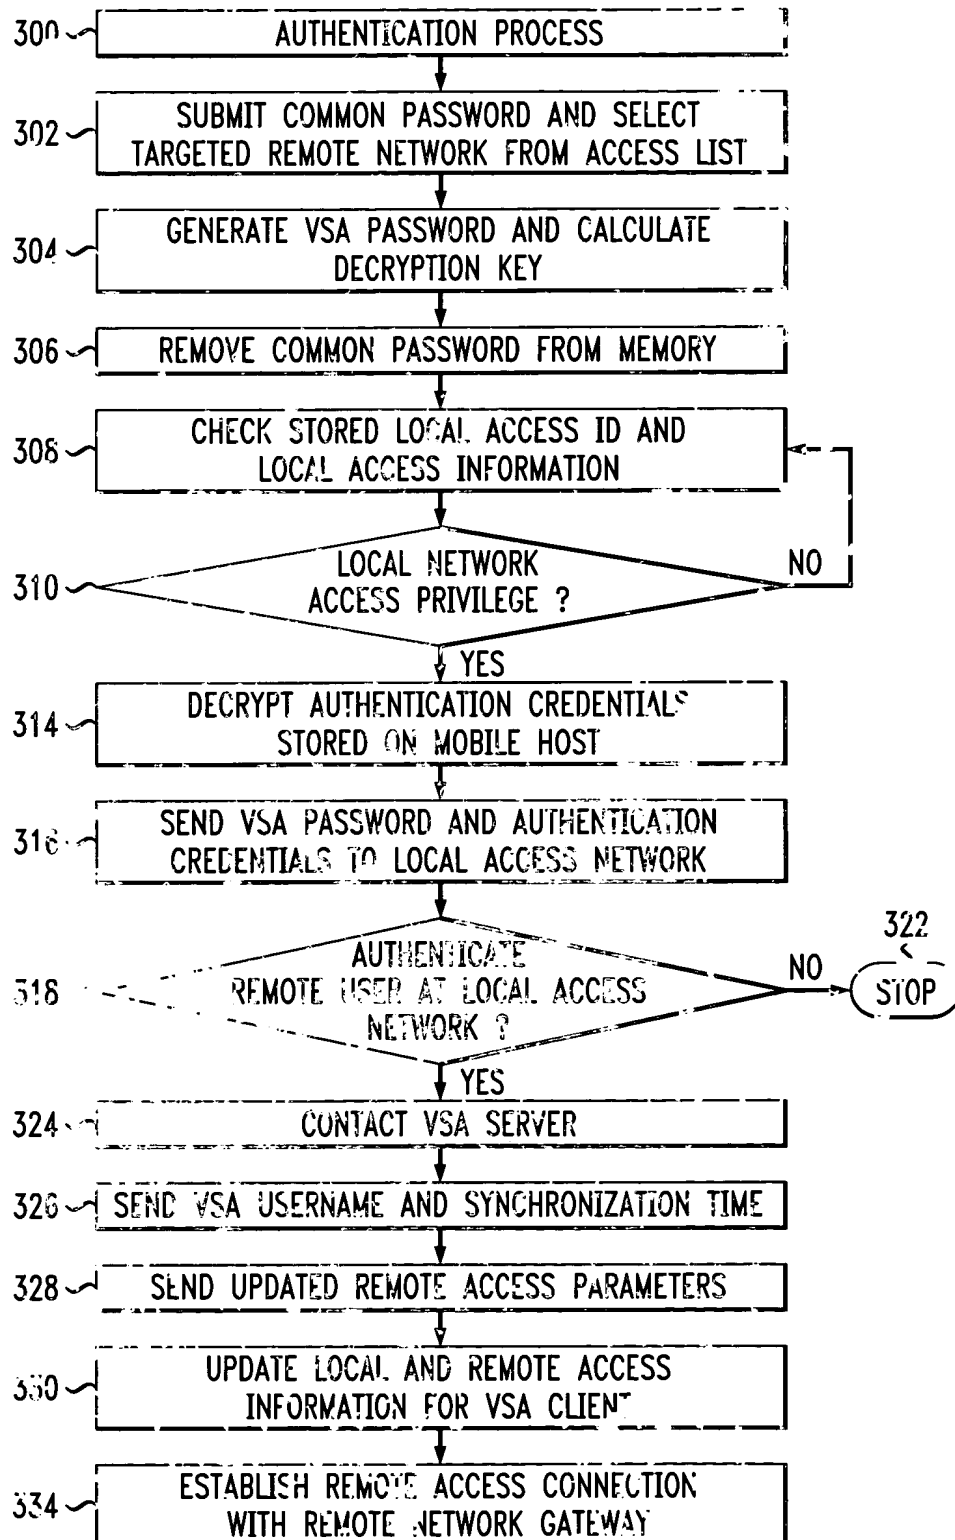 300
AUTHENTICATION PROCESS
302
SUBMIT COMMON PASSWORD AND SELECT
TARGETED REMOTE NETWORK FROM ACCESS LIST
304
GENERATE VSA PASSWORD AND CALCULATE
DECRYPTION KEY
306
REMOVE COMMON PASSWORD FROM MEMORY
308
CHECK STORED LOCAL ACCESS ID AND
LOCAL ACCESS INFORMATION
310
LOCAL NETWORK
ACCESS PRIVILEGE ?
NO
YES
314
DECRYPT AUTHENTICATION CREDENTIALS
STORED ON MOBILE HOST
316
SEND VSA PASSWORD AND AUTHENTICATION
CREDENTIALS TO LOCAL ACCESS NETWORK
318
AUTHENTICATE
REMOTE USER AT LOCAL ACCESS
NETWORK ?
NO
322
STOP
YES
324
CONTACT VSA SERVER
326
SEND VSA USERNAME AND SYNCHRONIZATION TIME
328
SEND UPDATED REMOTE ACCESS PARAMETERS
330
UPDATE LOCAL AND REMOTE ACCESS
INFORMATION FOR VSA CLIENT
334
ESTABLISH REMOTE ACCESS CONNECTION
WITH REMOTE NETWORK GATEWAY